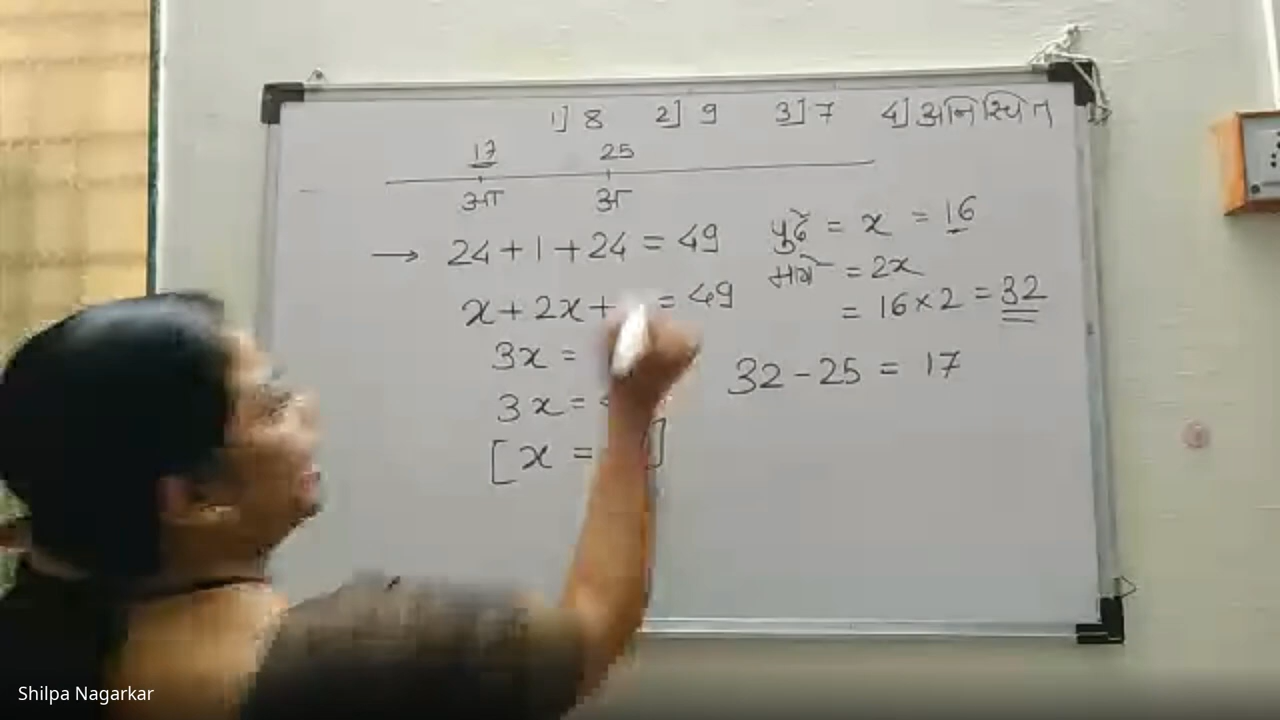 1] 8 2] 9 3] 7 4] अनिश्चित
17 25
आ अ
→ 24+1+24 = 49
x + 2x + = 49
3x =
3x =
[x = ]
पुढे = x = 16
मागे = 2x
= 16×2 = 32
32 - 25 = 17
Shilpa Nagarkar